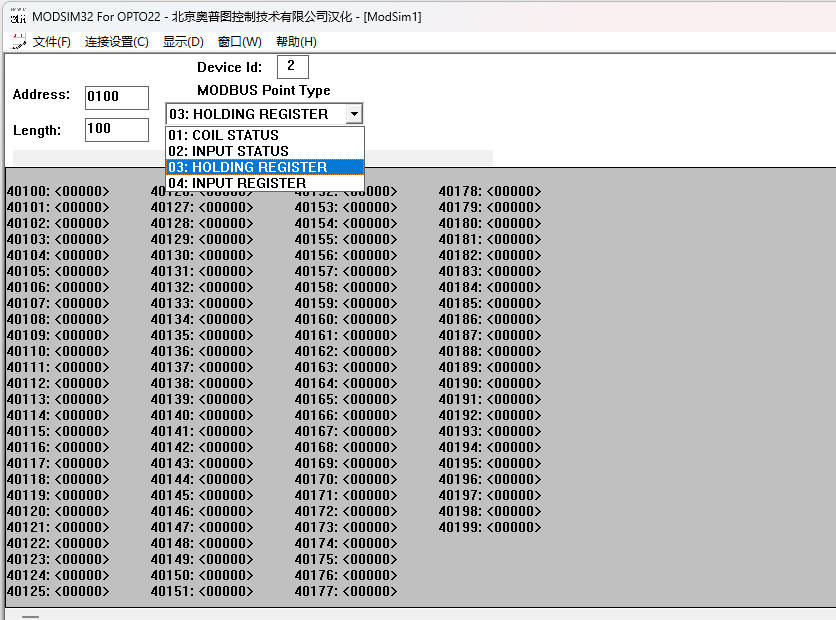 MODSIM32 For OPTO22 - 北京奥普图控制技术有限公司汉化 - [ModSim1]
文件(F) 连接设置(C) 显示(D) 窗口(W) 帮助(H)
Device Id: 2
Address: 0100
MODBUS Point Type
Length: 100
03: HOLDING REGISTER
01: COIL STATUS
02: INPUT STATUS
03: HOLDING REGISTER
04: INPUT REGISTER
40100: <00000> <00000> <00000> 40178: <00000>
40101: <00000> 40127: <00000> 40153: <00000> 40179: <00000>
40102: <00000> 40128: <00000> 40154: <00000> 40180: <00000>
40103: <00000> 40129: <00000> 40155: <00000> 40181: <00000>
40104: <00000> 40130: <00000> 40156: <00000> 40182: <00000>
40105: <00000> 40131: <00000> 40157: <00000> 40183: <00000>
40106: <00000> 40132: <00000> 40158: <00000> 40184: <00000>
40107: <00000> 40133: <00000> 40159: <00000> 40185: <00000>
40108: <00000> 40134: <00000> 40160: <00000> 40186: <00000>
40109: <00000> 40135: <00000> 40161: <00000> 40187: <00000>
40110: <00000> 40136: <00000> 40162: <00000> 40188: <00000>
40111: <00000> 40137: <00000> 40163: <00000> 40189: <00000>
40112: <00000> 40138: <00000> 40164: <00000> 40190: <00000>
40113: <00000> 40139: <00000> 40165: <00000> 40191: <00000>
40114: <00000> 40140: <00000> 40166: <00000> 40192: <00000>
40115: <00000> 40141: <00000> 40167: <00000> 40193: <00000>
40116: <00000> 40142: <00000> 40168: <00000> 40194: <00000>
40117: <00000> 40143: <00000> 40169: <00000> 40195: <00000>
40118: <00000> 40144: <00000> 40170: <00000> 40196: <00000>
40119: <00000> 40145: <00000> 40171: <00000> 40197: <00000>
40120: <00000> 40146: <00000> 40172: <00000> 40198: <00000>
40121: <00000> 40147: <00000> 40173: <00000> 40199: <00000>
40122: <00000> 40148: <00000> 40174: <00000>
40123: <00000> 40149: <00000> 40175: <00000>
40124: <00000> 40150: <00000> 40176: <00000>
40125: <00000> 40151: <00000> 40177: <00000>